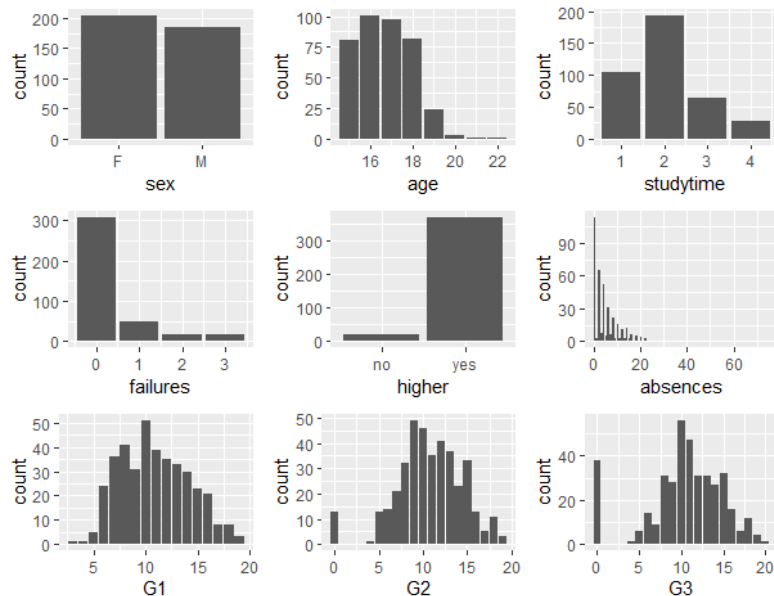 count
200
150
100
50
0
F M
sex
count
100
75
50
25
0
16 18 20 22
age
count
200
150
100
50
0
1 2 3 4
studytime
count
300
200
100
0
0 1 2 3
failures
count
300
200
100
0
no yes
higher
count
90
60
30
0
0 20 40 60
absences
count
50
40
30
20
10
0
5 10 15 20
G1
count
50
40
30
20
10
0
0 5 10 15 20
G2
count
40
20
0
0 5 10 15 20
G3